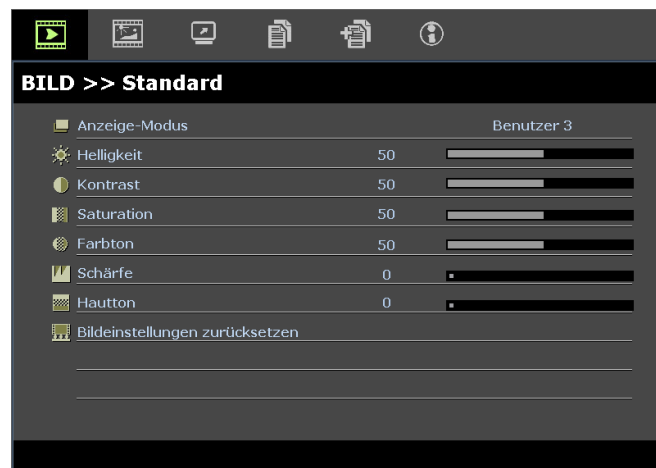 BILD >> Standard
Anzeige-Modus Benutzer 3
Helligkeit 50
Kontrast 50
Saturation 50
Farbton 50
Schärfe 0
Hautton 0
Bildeinstellungen zurücksetzen